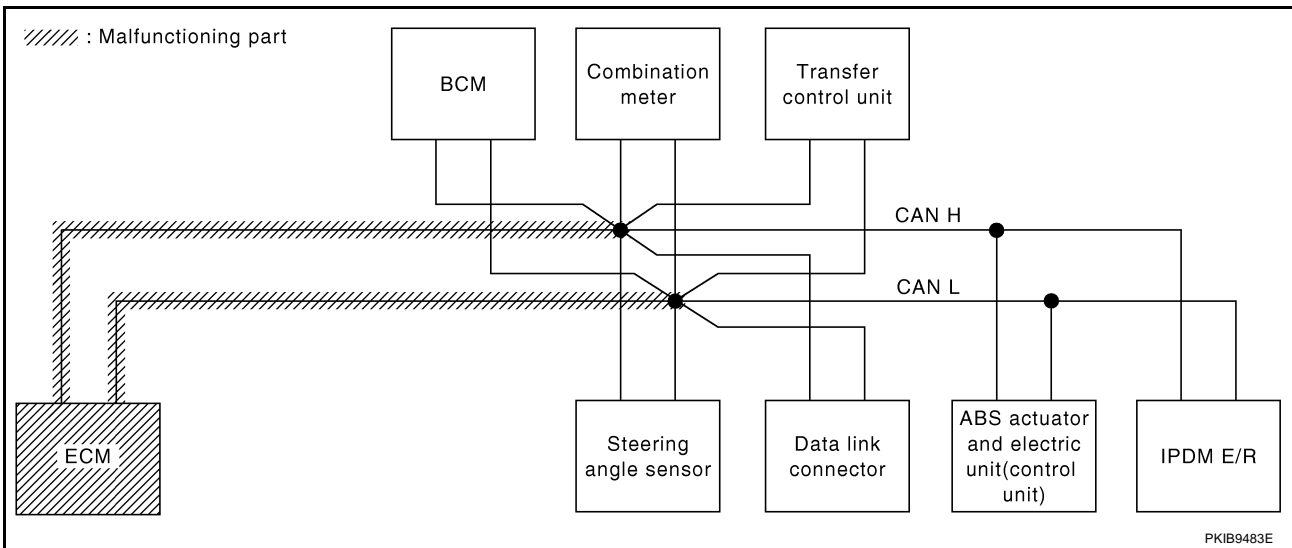 : Malfunctioning part
BCM
Combination
meter
Transfer
control unit
CAN H
CAN L
ECM
Steering
angle sensor
Data link
connector
ABS actuator
and electric
unit(control
unit)
IPDM E/R
PKIB9483E